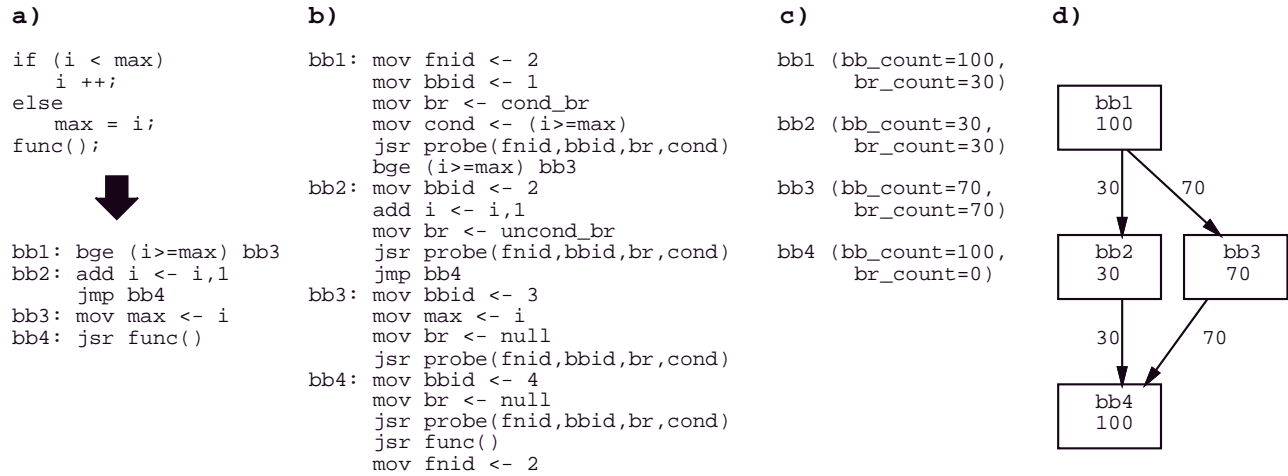 a)
if (i < max)
i ++;
else
max = i;
func();
bb1: bge (i>=max) bb3
bb2: add i <- i,1
jmp bb4
bb3: mov max <- i
bb4: jsr func()
b)
bb1: mov fnid <- 2
mov bbid <- 1
mov br <- cond_br
mov cond <- (i>=max)
jsr probe(fnid,bbid,br,cond)
bge (i>=max) bb3
bb2: mov bbid <- 2
add i <- i,1
mov br <- uncond_br
jsr probe(fnid,bbid,br,cond)
jmp bb4
bb3: mov bbid <- 3
mov max <- i
mov br <- null
jsr probe(fnid,bbid,br,cond)
bb4: mov bbid <- 4
mov br <- null
jsr probe(fnid,bbid,br,cond)
jsr func()
mov fnid <- 2
c)
bb1 (bb_count=100,
br_count=30)
bb2 (bb_count=30,
br_count=30)
bb3 (bb_count=70,
br_count=70)
bb4 (bb_count=100,
br_count=0)
d)
bb1
100
30
70
bb2
30
bb3
70
30
70
bb4
100